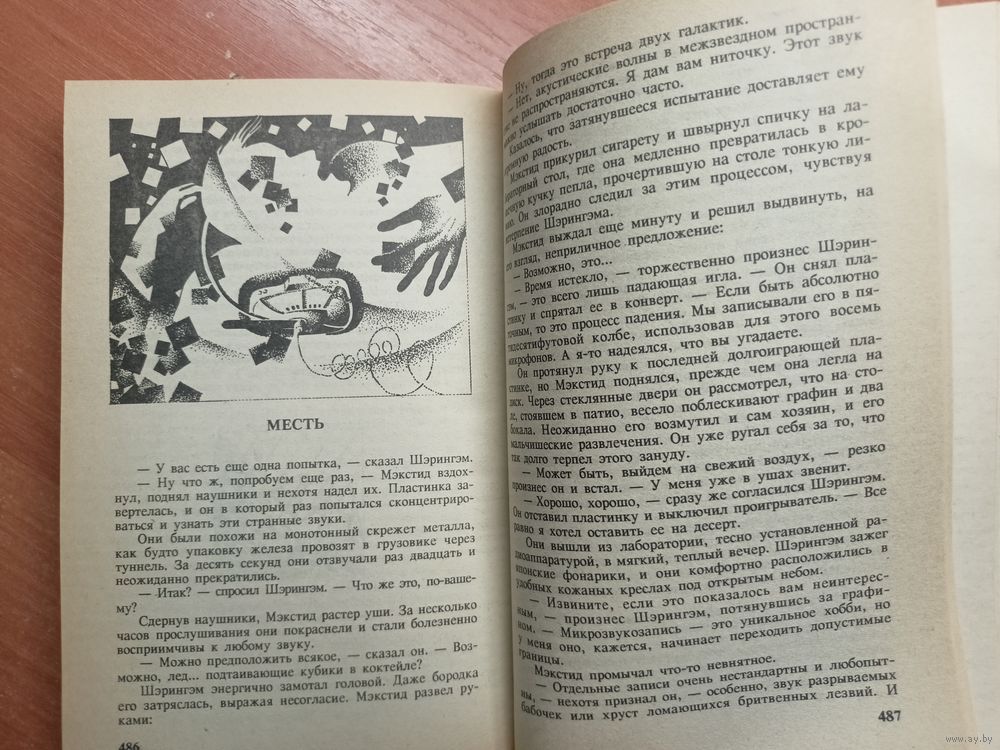 МЕСТЬ
— У вас есть еще одна попытка, — сказал Шэрингэм.
— Ну что ж, попробуем еще раз, — Мэкстид вздох-
нул, поднял наушники и нехотя надел их. Пластинка за-
вертелась, и он в который раз попытался сконцентриро-
ваться и узнать эти странные звуки.
Они были похожи на монотонный скрежет металла,
как будто упаковку железа провозят в грузовике через
туннель. За десять секунд они отзвучали раз двадцать и
неожиданно прекратились.
— Итак? — спросил Шэрингэм. — Что же это, по-ваше-
му?
Сдернув наушники, Мэкстид растер уши. За несколько
часов прослушивания они покраснели и стали болезненно
восприимчивы к любому звуку.
— Можно предположить всякое, — сказал он. — Воз-
можно, лед... подтаивающие кубики в коктейле?
Шэрингэм энергично замотал головой. Даже бородка
его затряслась, выражая несогласие. Мэкстид развел ру-
ками:
486
— Ну, тогда это встреча двух галактик.
— Нет, акустические волны в межзвездном простран-
не распространяются. Я дам вам ниточку. Этот звук
услышать достаточно часто.
Казалось, что затянувшееся испытание доставляет ему
радость.
Мэкстид прикурил сигарету и швырнул спичку на ла-
стол, где она медленно превратилась в кро-
кучку пепла, прочертившую на столе тонкую ли-
Он злорадно следил за этим процессом, чувствуя
Шэрингэма.
Мэкстид выждал еще минуту и решил выдвинуть, на
его взгляд, неприличное предложение:
— Возможно, это...
— Время истекло, — торжественно произнес Шэрин-
гэм, — это всего лишь падающая игла. — Он снял пла-
стинку и спрятал ее в конверт. — Если быть абсолютно
точным, то это процесс падения. Мы записывали его в пя-
тидесятифутовой колбе, использовав для этого восемь
микрофонов. А я-то надеялся, что вы угадаете.
Он протянул руку к последней долгоиграющей пла-
стинке, но Мэкстид поднялся, прежде чем она легла на
диск. Через стеклянные двери он рассмотрел, что на сто-
ле, стоявшем в патио, весело поблескивают графин и два
бокала. Неожиданно его возмутил и сам хозяин, и его
мальчишеские развлечения. Он уже ругал себя за то, что
так долго терпел этого зануду.
— Может быть, выйдем на свежий воздух, — резко
произнес он и встал. — У меня уже в ушах звенит.
— Хорошо, хорошо, — сразу же согласился Шэрингэм.
Он отставил пластинку и выключил проигрыватель. — Все
равно я хотел оставить ее на десерт.
Они вышли из лаборатории, тесно установленной ра-
диоаппаратурой, в мягкий, теплый вечер. Шэрингэм зажег
японские фонарики, и они комфортно расположились в
удобных кожаных креслах под открытым небом.
— Извините, если это показалось вам неинтерес-
ным, — произнес Шэрингэм, потянувшись за графи-
ном. — Микрозвукозапись — это уникальное хобби, но
у меня оно, кажется, начинает переходить допустимые
границы.
Мэкстид промычал что-то невнятное.
— Отдельные записи очень нестандартны и любопыт-
ны, — нехотя признал он, — особенно, звук разрываемых
бабочек или хруст ломающихся бритвенных лезвий. И
487
© www.ay.by